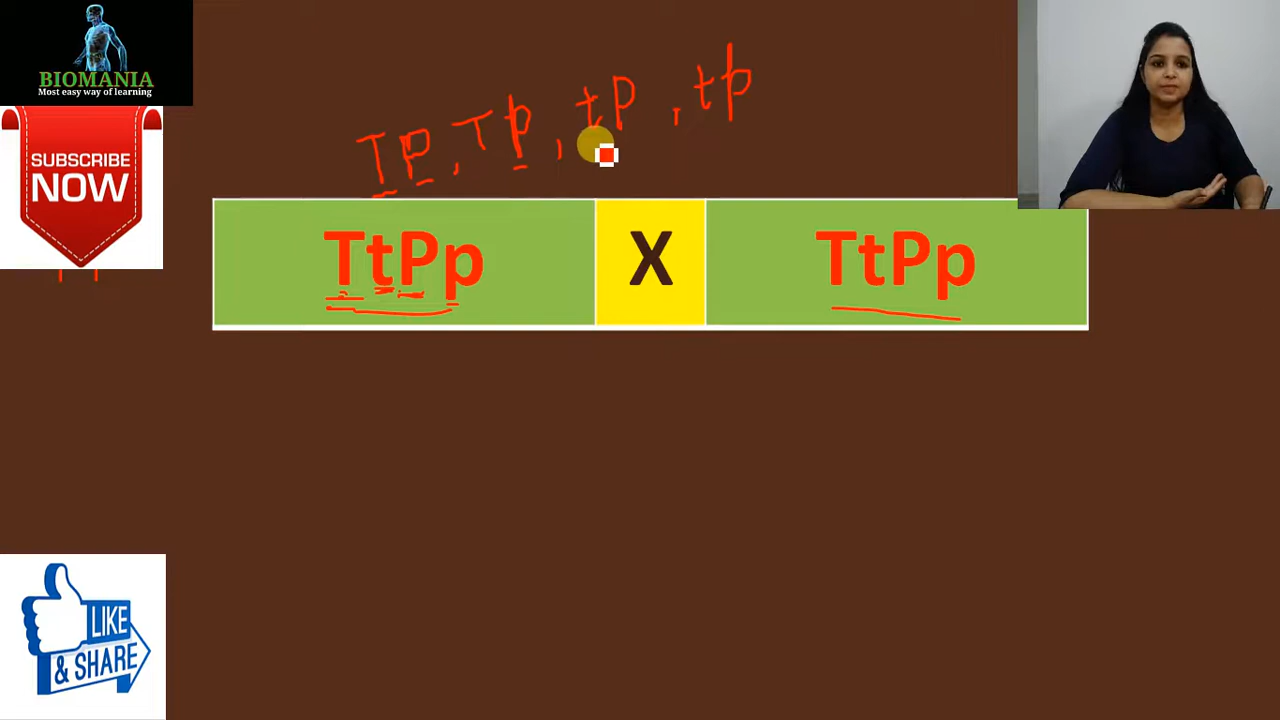 BIOMANIA
Most easy way of learning
SUBSCRIBE
NOW
TP, Tp, tP, tp
TtPp X TtPp
LIKE
& SHARE